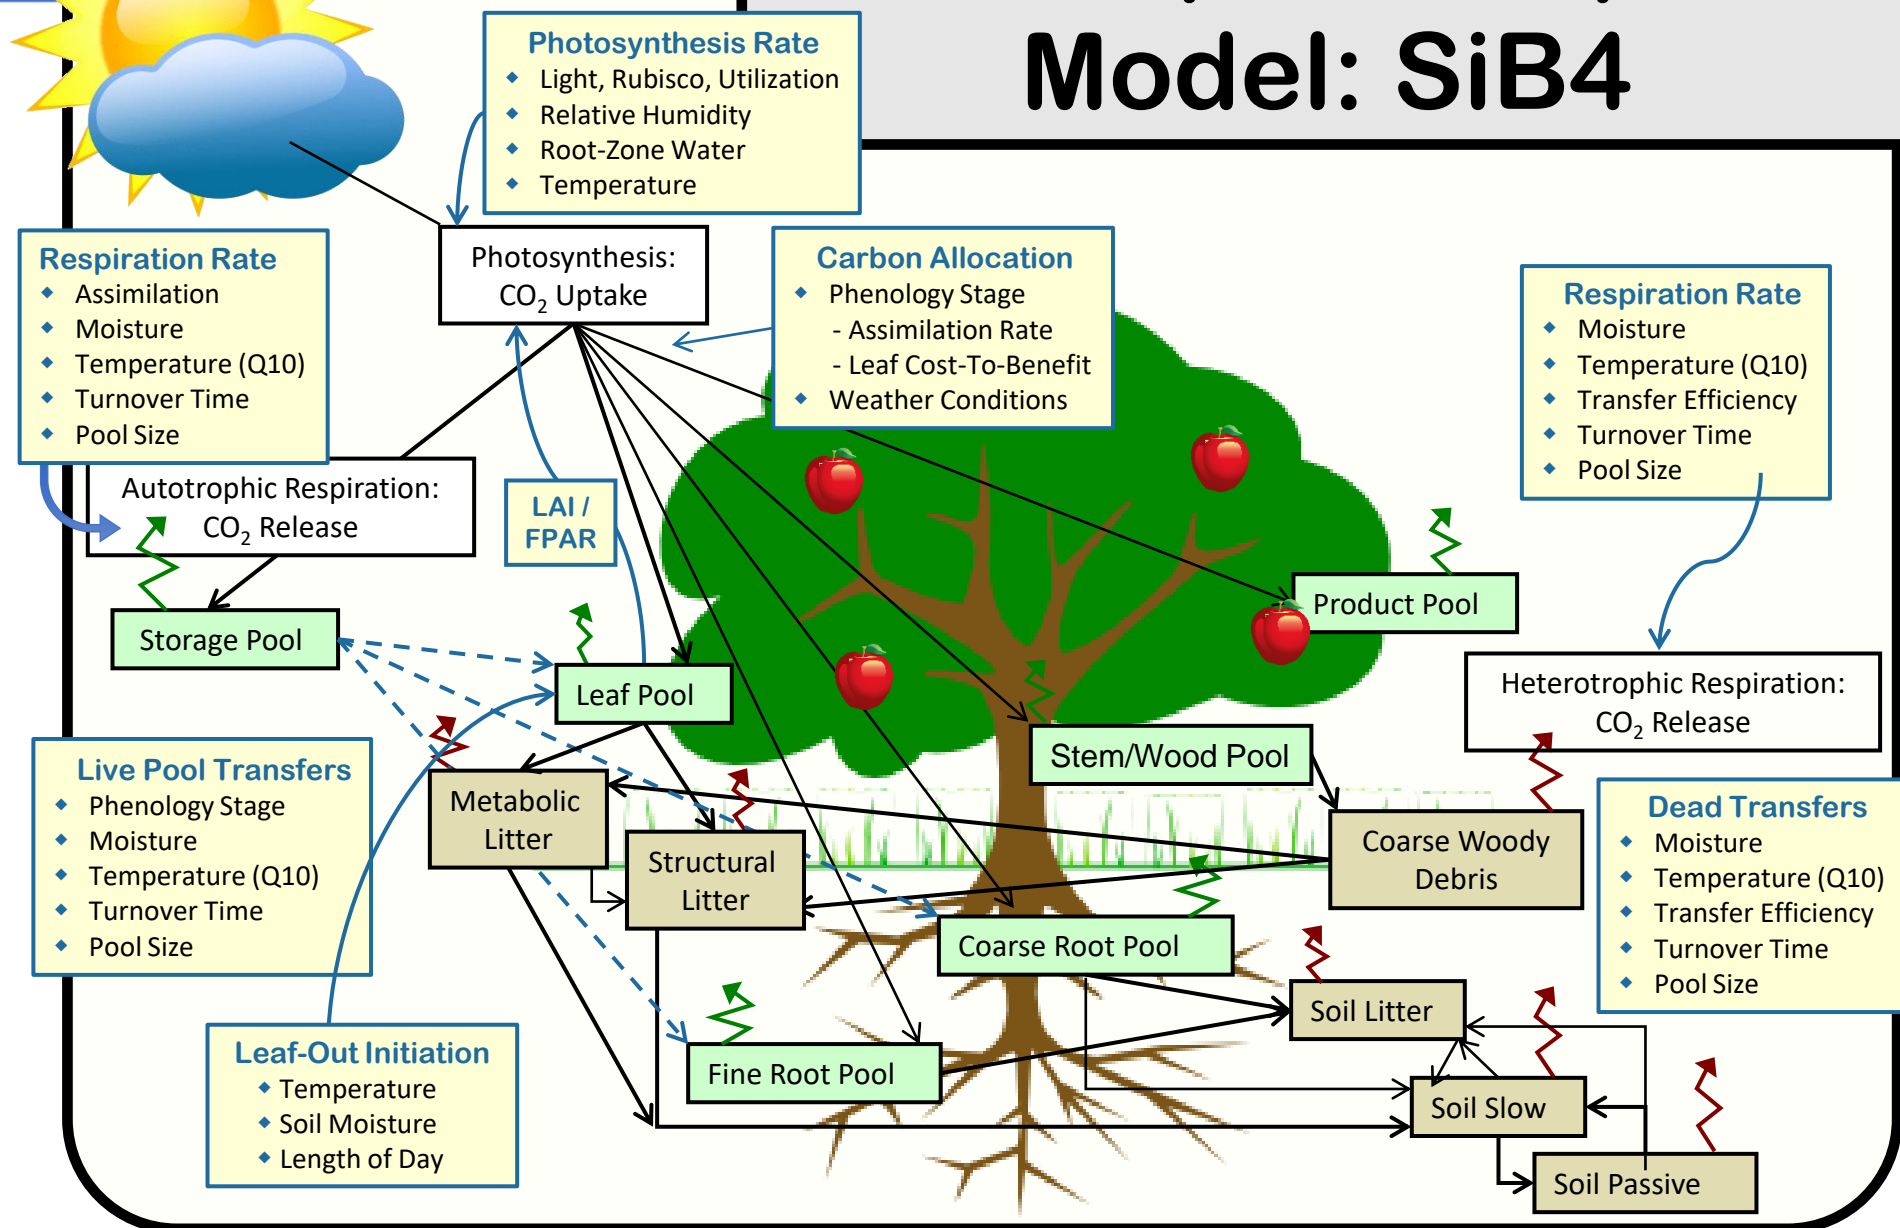 Model: SiB4
Photosynthesis Rate
Light, Rubisco, Utilization
Relative Humidity
Root-Zone Water
Temperature
Respiration Rate
Assimilation
Moisture
Temperature (Q10)
Turnover Time
Pool Size
Photosynthesis:
CO2 Uptake
Carbon Allocation
Phenology Stage
- Assimilation Rate
- Leaf Cost-To-Benefit
Weather Conditions
Respiration Rate
Moisture
Temperature (Q10)
Transfer Efficiency
Turnover Time
Pool Size
Autotrophic Respiration:
CO2 Release
LAI /
FPAR
Product Pool
Storage Pool
Leaf Pool
Heterotrophic Respiration:
CO2 Release
Stem/Wood Pool
Live Pool Transfers
Phenology Stage
Moisture
Temperature (Q10)
Turnover Time
Pool Size
Metabolic
Litter
Structural
Litter
Coarse Woody
Debris
Dead Transfers
Moisture
Temperature (Q10)
Transfer Efficiency
Turnover Time
Pool Size
Coarse Root Pool
Soil Litter
Leaf-Out Initiation
Temperature
Soil Moisture
Length of Day
Fine Root Pool
Soil Slow
Soil Passive